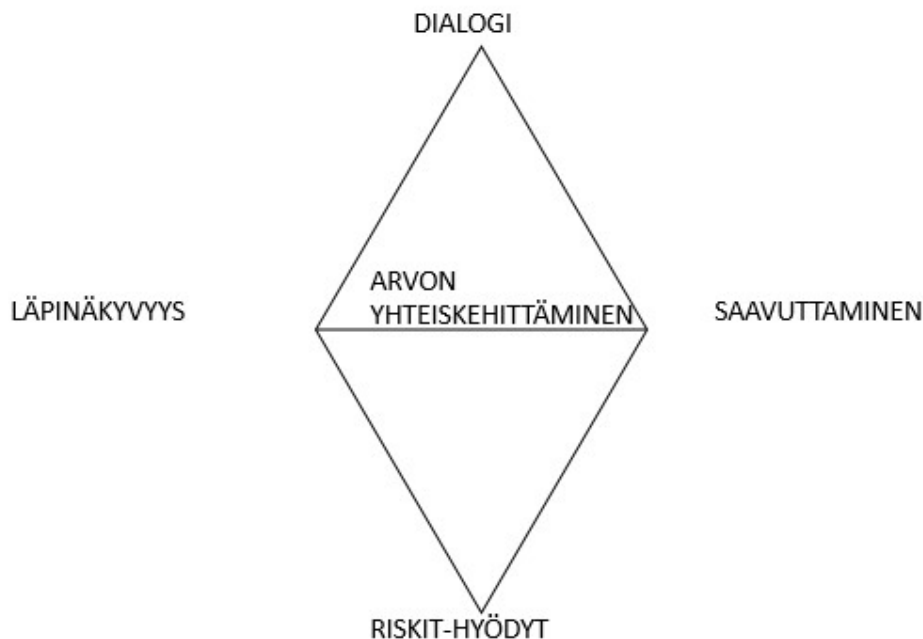 DIALOGI
ARVON
YHTEISKEHITTÄMINEN
LÄPINÄKYVYYS
SAAVUTTAMINEN
RISKIT-HYÖDYT